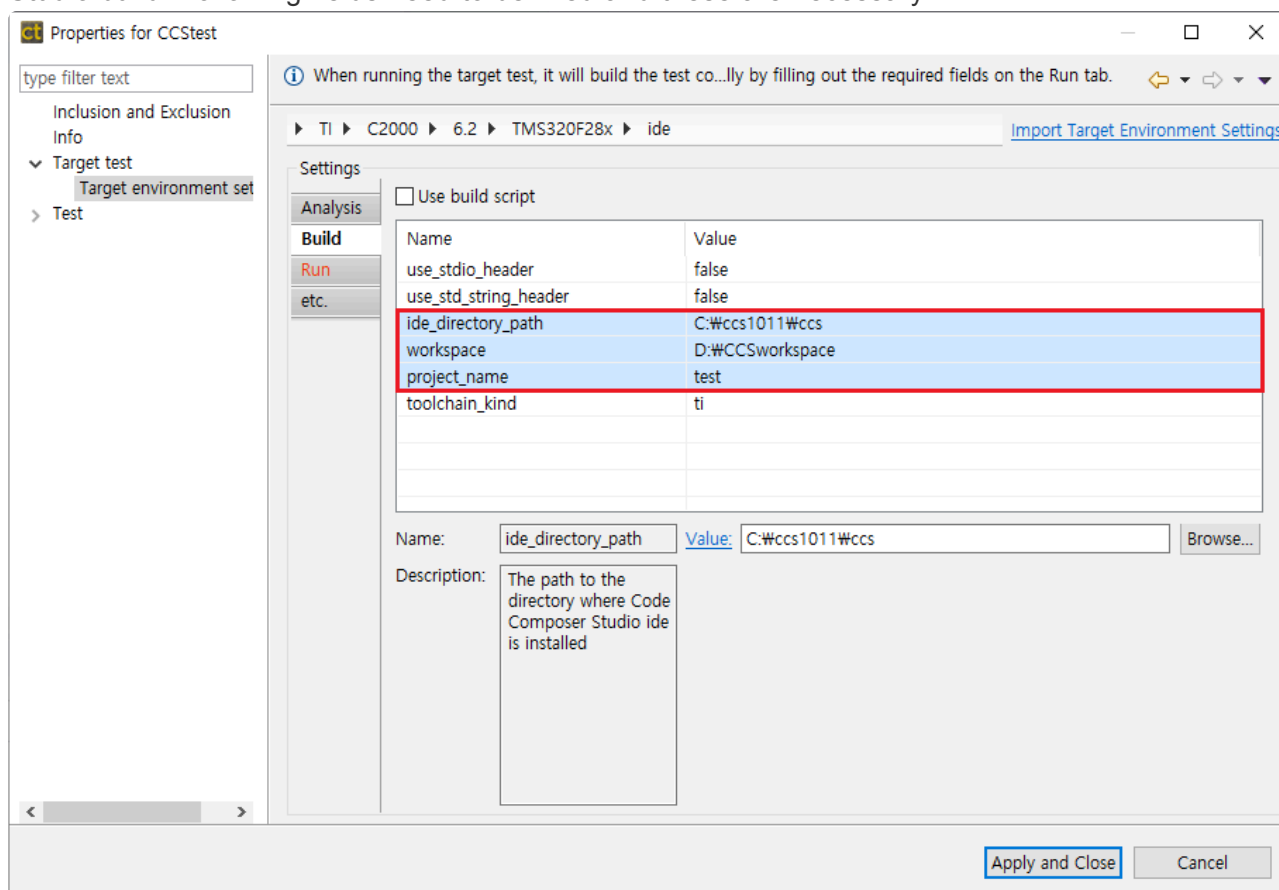 Properties for CCStest
type filter text
Inclusion and Exclusion
Info
Target test
Target environment set
Test
When running the target test, it will build the test co...lly by filling out the required fields on the Run tab.
TI C2000 6.2 TMS320F28x ide
Import Target Environment Settings
Settings
Analysis
Build
Run
etc.
Use build script
Name Value
use_stdio_header false
use_std_string_header false
ide_directory_path C:₩ccs1011₩ccs
workspace D:₩CCSworkspace
project_name test
toolchain_kind ti
Name: ide_directory_path Value: C:₩ccs1011₩ccs Browse...
Description: The path to the
directory where Code
Composer Studio ide
is installed
Apply and Close Cancel